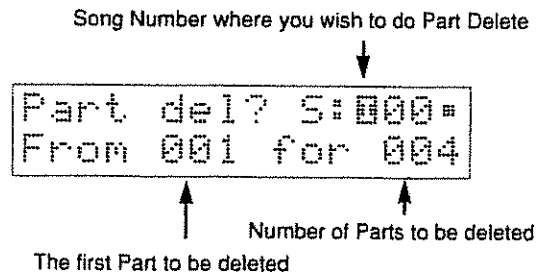 Song Number where you wish to do Part Delete
Part del? S:000▪
From 001 for 004
Number of Parts to be deleted
The first Part to be deleted